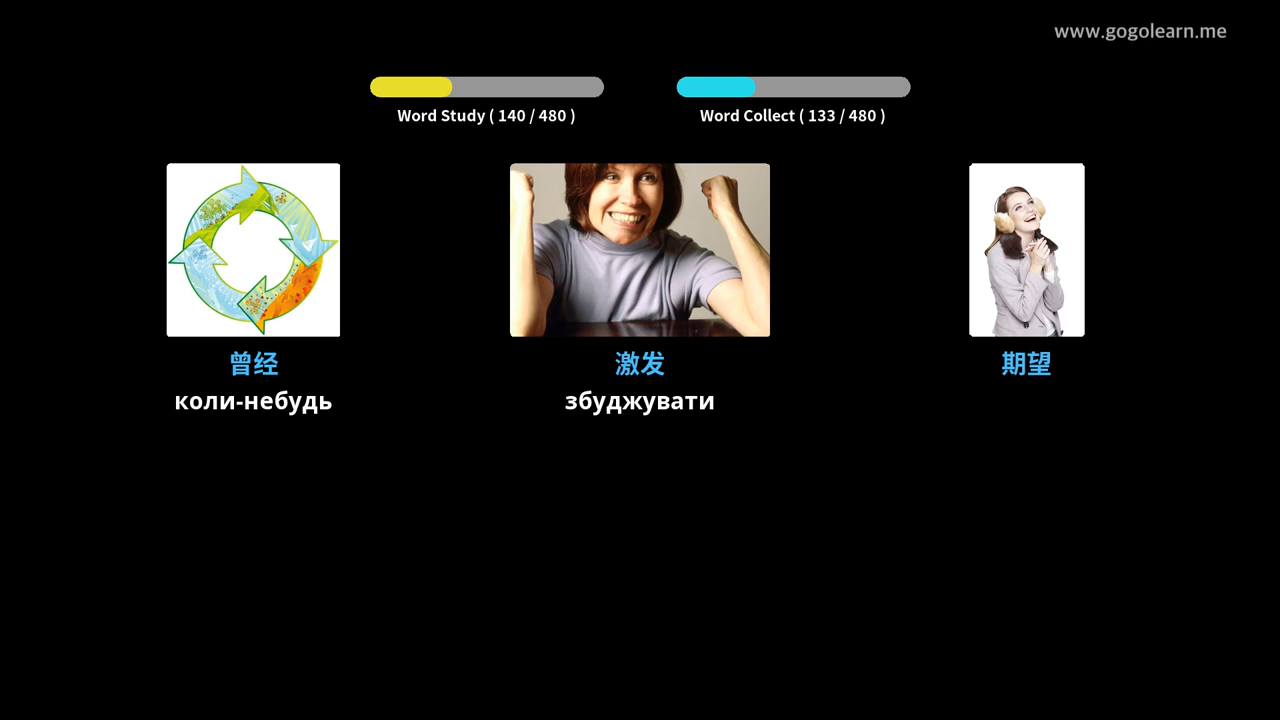 www.gogolearn.me
Word Study ( 140 / 480 )
Word Collect ( 133 / 480 )
曾经
激发
期望
коли-небудь
збуджувати